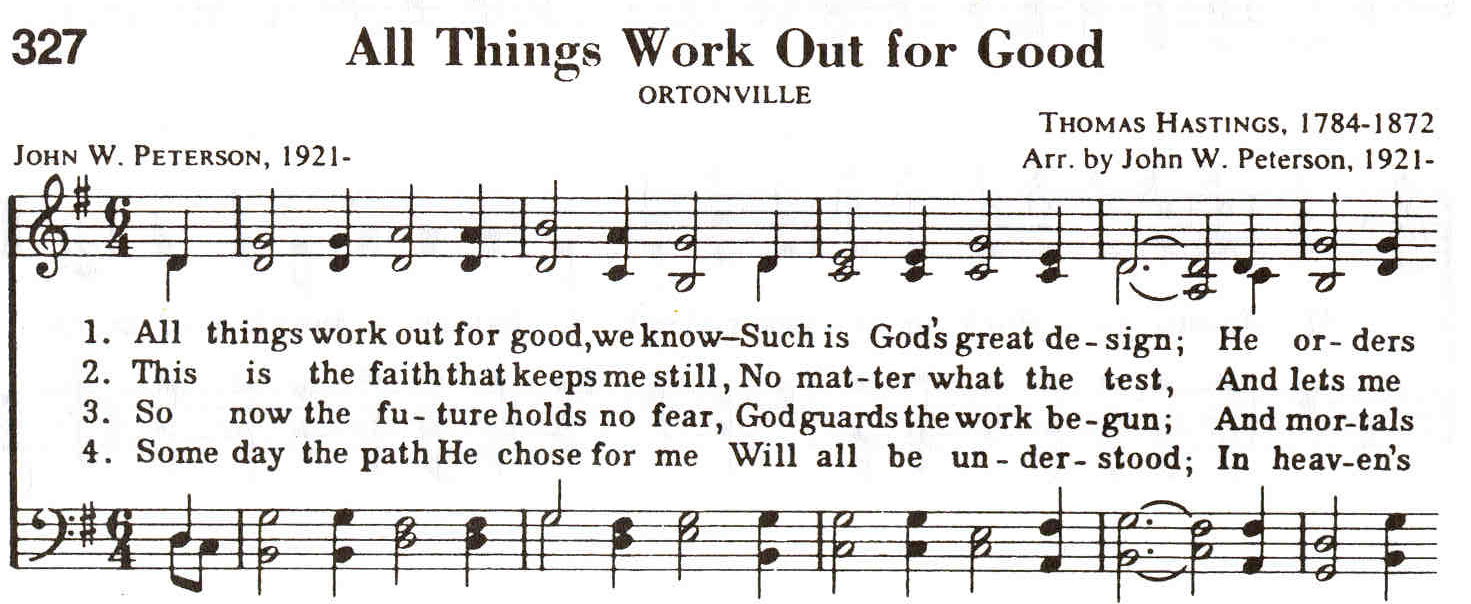 327 All Things Work Out for Good
ORTONVILLE
THOMAS HASTINGS, 1784-1872
JOHN W. PETERSON, 1921-
Arr. by John W. Peterson, 1921-
6
4
1. All things work out for good, we know—Such is God's great de-sign; He or-ders
2. This is the faith that keeps me still, No mat-ter what the test, And lets me
3. So now the fu-ture holds no fear, God guards the work be-gun; And mor-tals
4. Some day the path He chose for me Will all be un-der-stood; In heav-en's
6
4